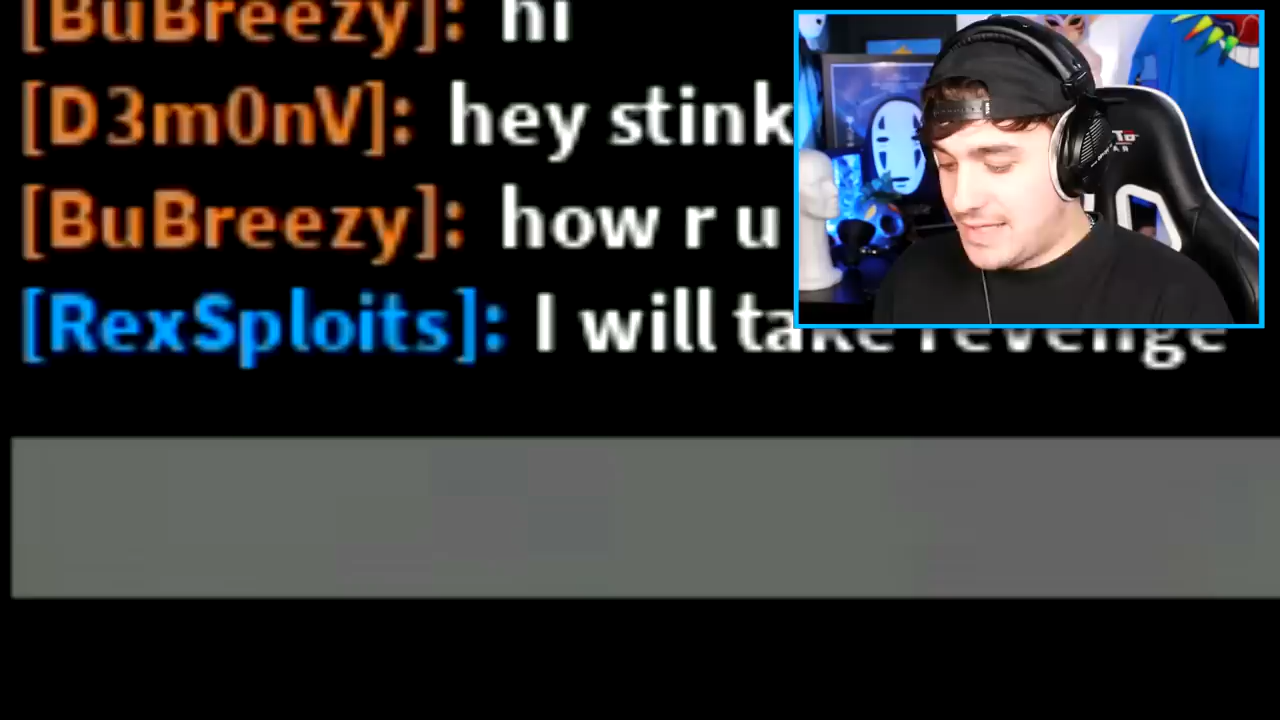 [BuBreezy]: hi
[D3m0nV]: hey stink
[BuBreezy]: how r u
[RexSploits]: I will take revenge